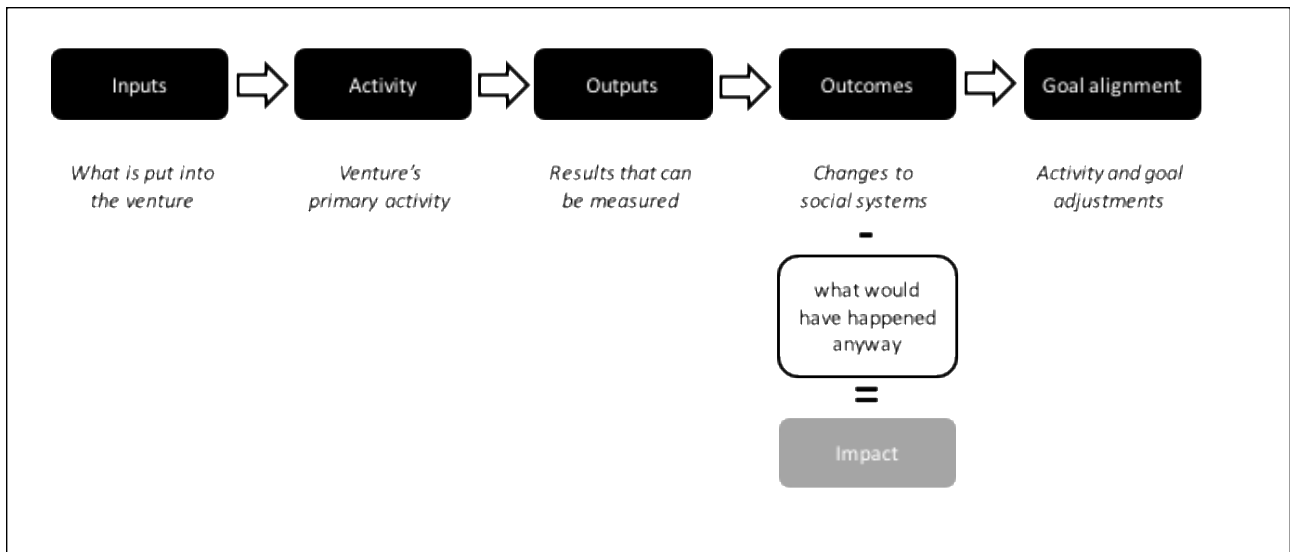 Inputs
Activity
Outputs
Outcomes
Goal alignment
What is put into
the venture
Venture’s
primary activity
Results that can
be measured
Changes to
social systems
Activity and goal
adjustments
-
what would
have happened
anyway
=
Impact